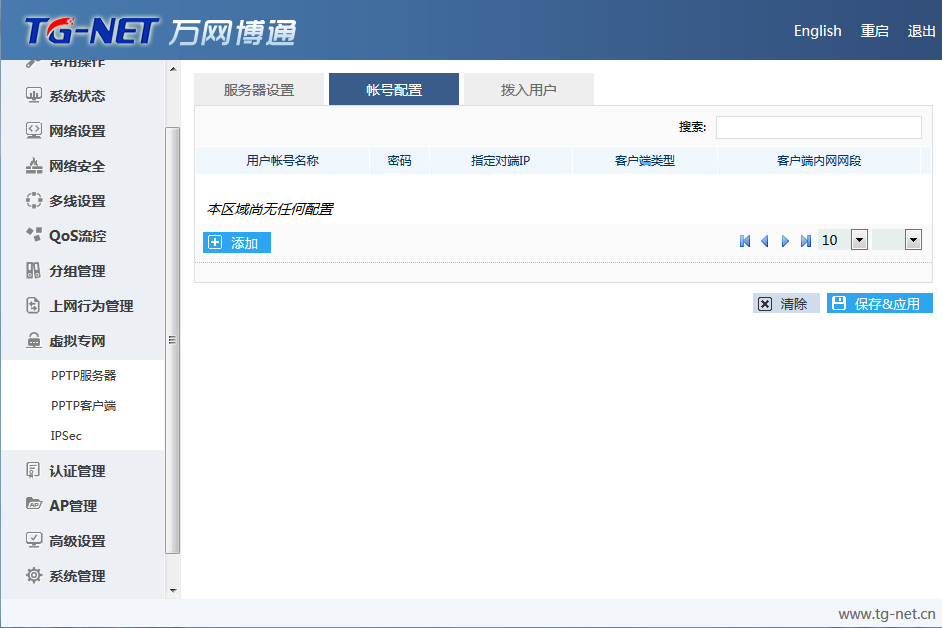 TG-NET 万网博通
English 重启 退出
常用操作
系统状态
网络设置
网络安全
多线设置
QoS流控
分组管理
上网行为管理
虚拟专网
PPTP服务器
PPTP客户端
IPSec
认证管理
AP管理
高级设置
系统管理
服务器设置 帐号配置 拨入用户
搜索:
用户帐号名称 密码 指定对端IP 客户端类型 客户端内网网段
本区域尚无任何配置
添加 10
清除 保存&应用
www.tg-net.cn